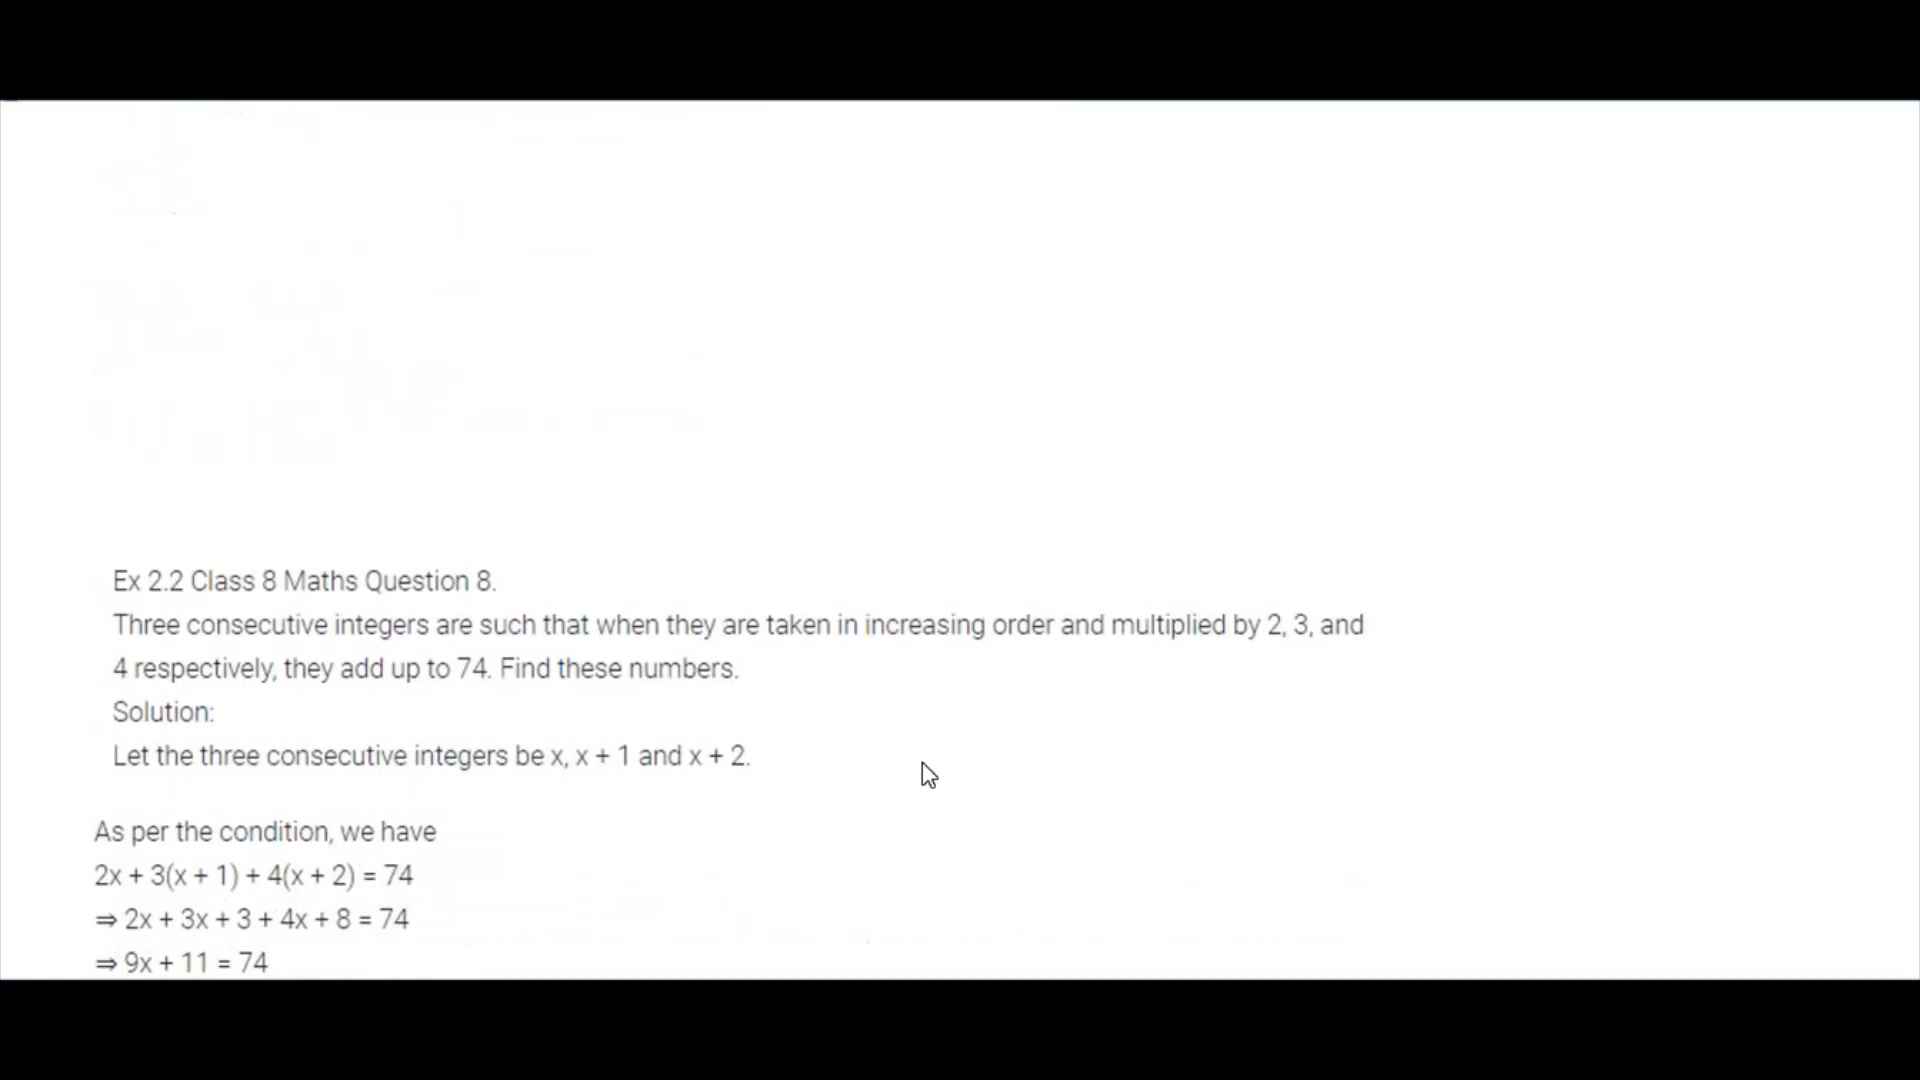 Ex 2.2 Class 8 Maths Question 8.
Three consecutive integers are such that when they are taken in increasing order and multiplied by 2, 3, and
4 respectively, they add up to 74. Find these numbers.
Solution:
Let the three consecutive integers be x, x + 1 and x + 2.
As per the condition, we have
2x + 3(x + 1) + 4(x + 2) = 74
⇒ 2x + 3x + 3 + 4x + 8 = 74
⇒ 9x + 11 = 74